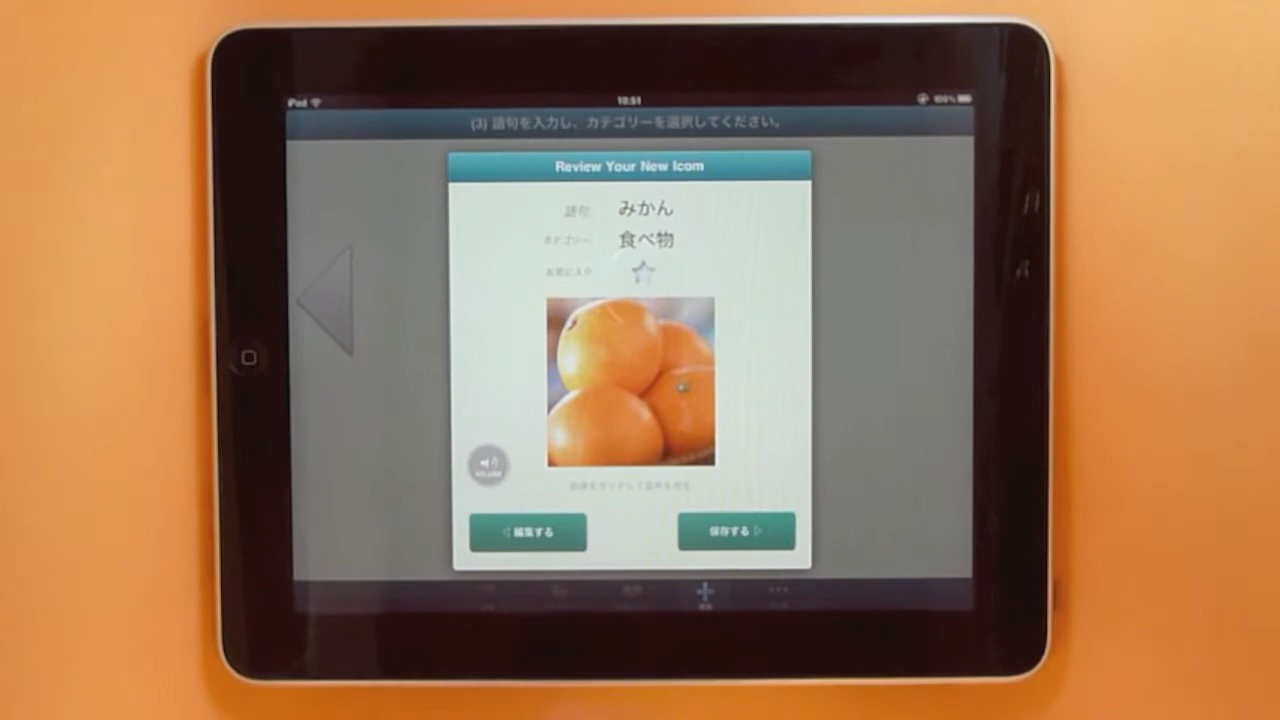 iPad 10:51 100%
(3) 語句を入力し、カテゴリーを選択してください。
Review Your New Icom
語句 みかん
カテゴリー 食べ物
お気に入り
編集する 保存する